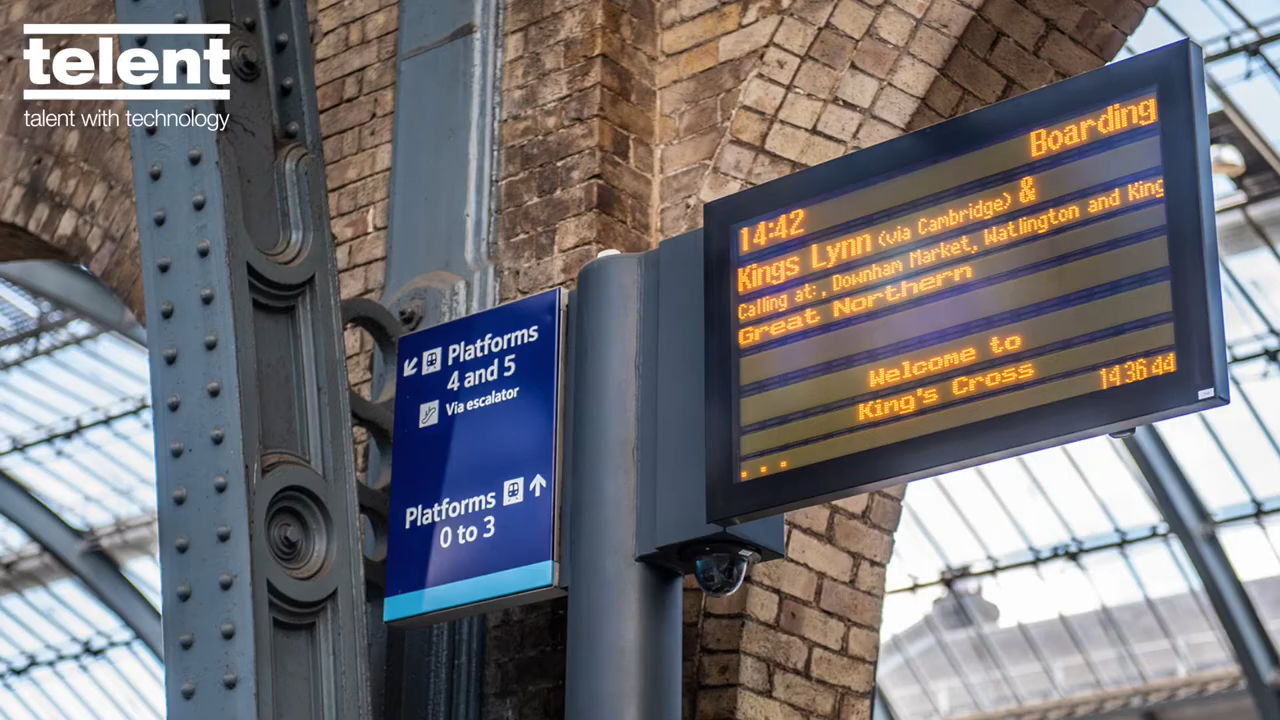 telent
talent with technology
Platforms
4 and 5
Via escalator
Platforms
0 to 3
Boarding
14:42
Kings Lynn (via Cambridge) &
Calling at:, Downham Market, Watlington and King
Great Northern
Welcome to
King's Cross
14 36 44
...